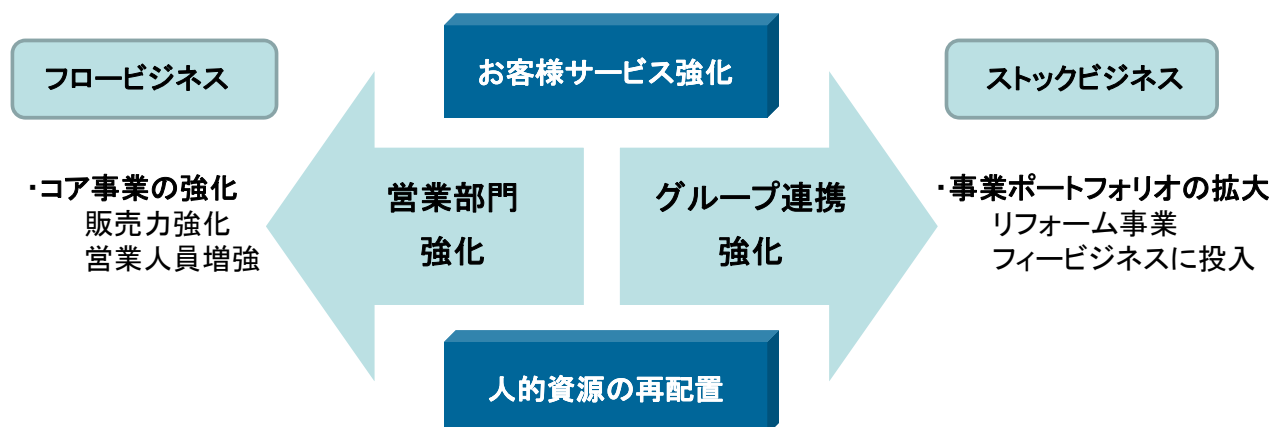 お客様サービス強化
フロービジネス
ストックビジネス
・コア事業の強化
販売力強化
営業人員増強
営業部門
強化
グループ連携
強化
・事業ポートフォリオの拡大
リフォーム事業
フィービジネスに投入
人的資源の再配置